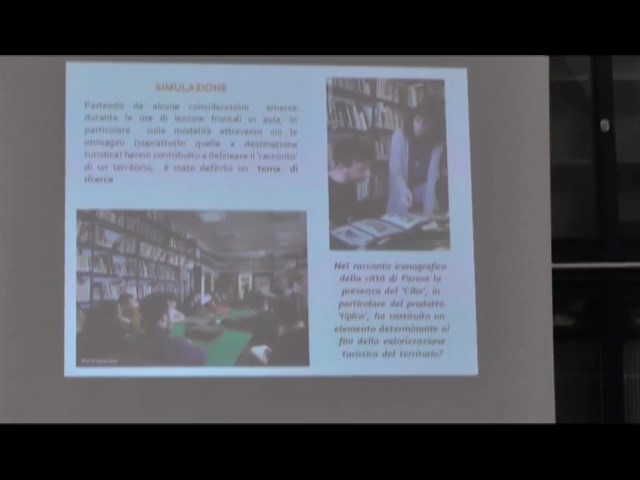 SIMULAZIONE
Partendo da alcune considerazioni emerse
durante le ore di lezione frontali in aula, in
particolare sulle modalità attraverso cui le
immagini (soprattutto quelle a destinazione
turistica) hanno contribuito a delineare il 'racconto'
di un territorio, è stato definito un tema di
ricerca
Nel racconto iconografico
della città di Parma la
presenza del 'Cibo', in
particolare del prodotto
'tipico', ha costituito un
elemento determinante ai
fini della valorizzazione
turistica del territorio?